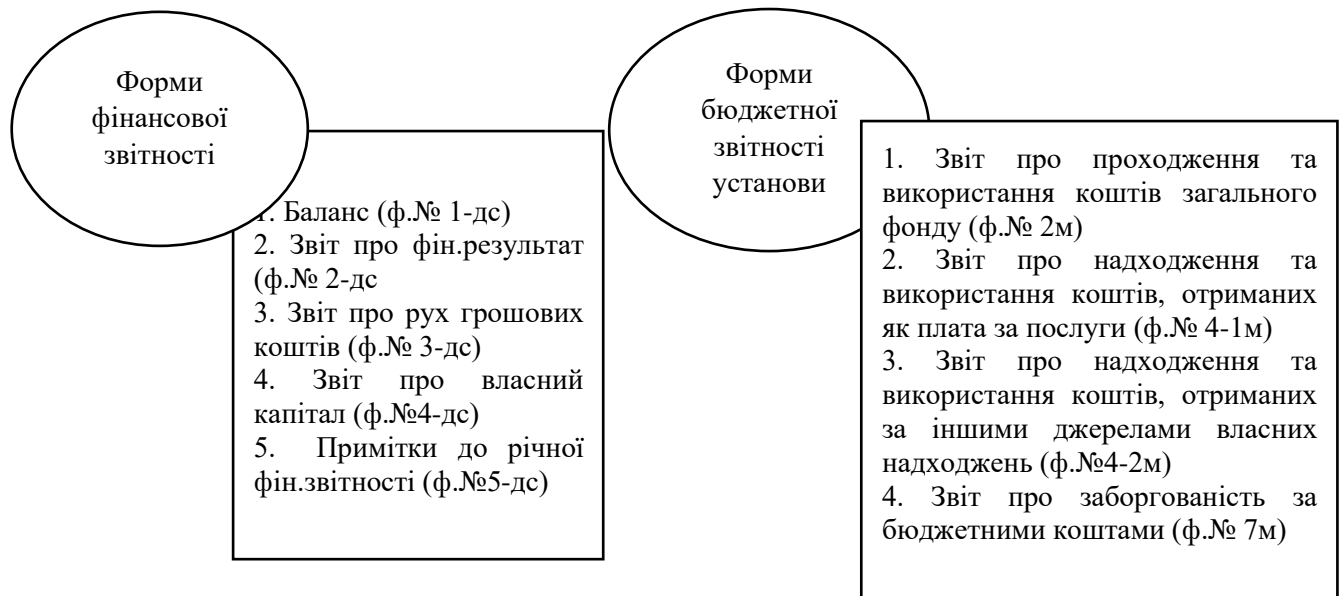 Форми
фінансової
звітності
1. Баланс (ф.№ 1-дс)
2. Звіт про фін.результат
(ф.№ 2-дс
3. Звіт про рух грошових
коштів (ф.№ 3-дс)
4. Звіт про власний
капітал (ф.№4-дс)
5. Примітки до річної
фін.звітності (ф.№5-дс)
Форми
бюджетної
звітності
установи
1. Звіт про проходження та
використання коштів загального
фонду (ф.№ 2м)
2. Звіт про надходження та
використання коштів, отриманих
як плата за послуги (ф.№ 4-1м)
3. Звіт про надходження та
використання коштів, отриманих
за іншими джерелами власних
надходжень (ф.№4-2м)
4. Звіт про заборгованість за
бюджетними коштами (ф.№ 7м)